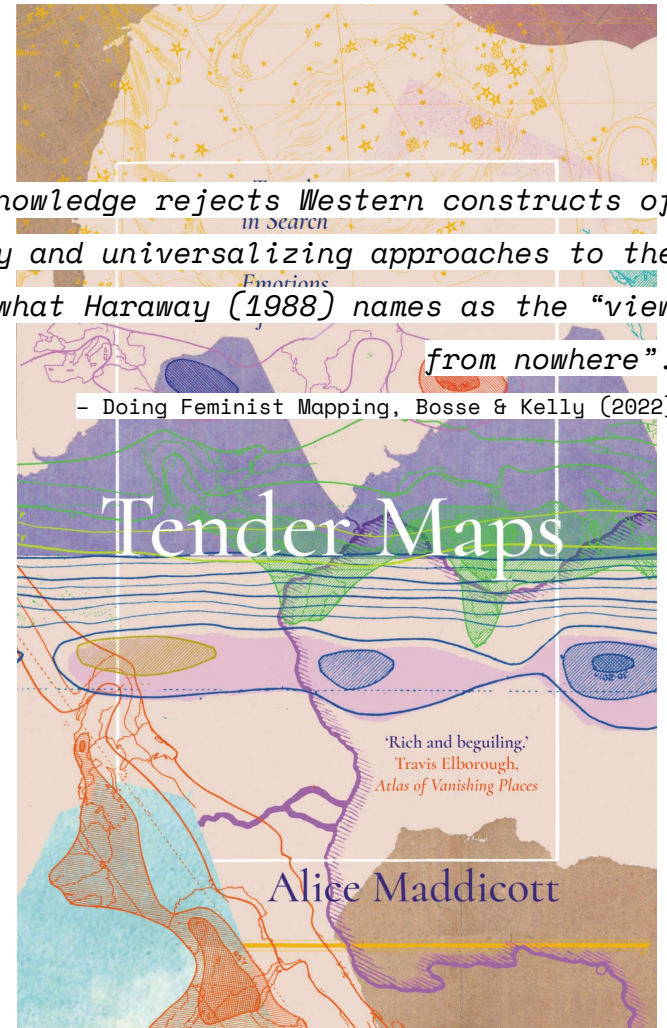 nowledge rejects Western constructs of
in Search
y and universalizing approaches to the
Emotions
what Haraway (1988) names as the “view
from nowhere”.
– Doing Feminist Mapping, Bosse & Kelly (2022)
Tender Maps
‘Rich and beguiling.’
Travis Elborough,
Atlas of Vanishing Places
Alice Maddicott